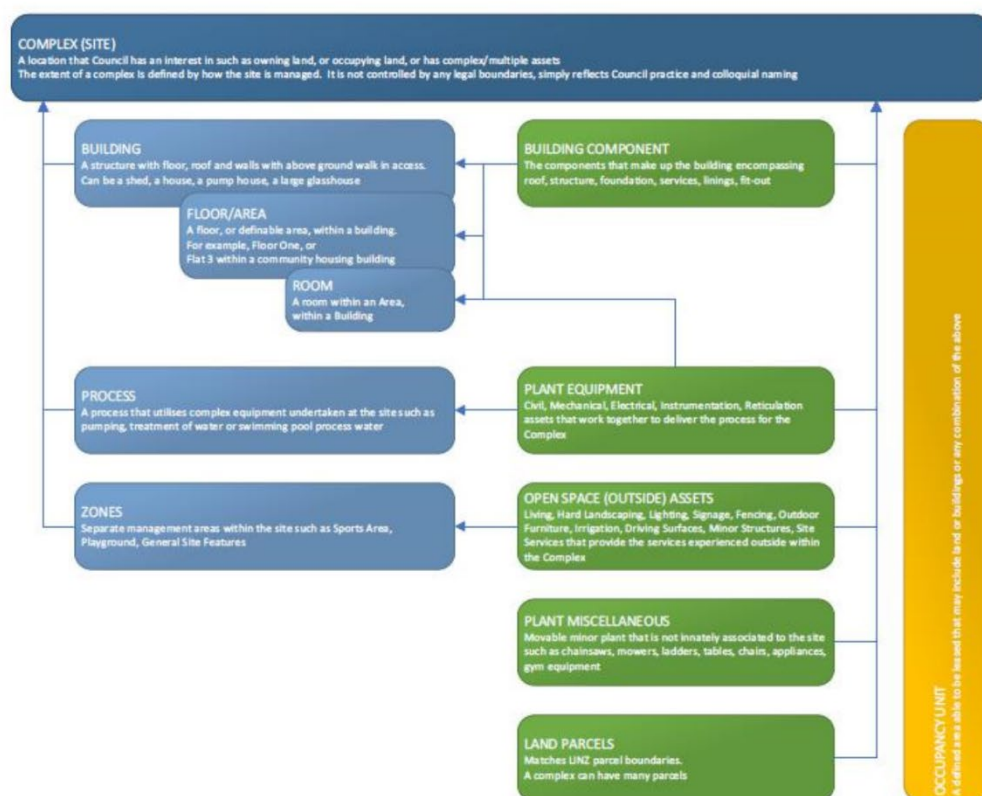 COMPLEX (SITE)
A location that Council has an interest in such as owning land, or occupying land, or has complex/multiple assets
The extent of a complex is defined by how the site is managed. It is not controlled by any legal boundaries, simply reflects Council practice and colloquial naming
BUILDING
A structure with floor, roof and walls with above ground walk in access.
Can be a shed, a house, a pump house, a large glasshouse
FLOOR/AREA
A floor, or definable area, within a building.
For example, Floor One, or
Flat 3 within a community housing building
ROOM
A room within an Area,
within a Building
PROCESS
A process that utilises complex equipment undertaken at the site such as
pumping, treatment of water or swimming pool process water
ZONES
Separate management areas within the site such as Sports Area,
Playground, General Site Features
BUILDING COMPONENT
The components that make up the building encompassing
roof, structure, foundation, services, linings, fit-out
PLANT EQUIPMENT
Civil, Mechanical, Electrical, Instrumentation, Reticulation
assets that work together to deliver the process for the
Complex
OPEN SPACE (OUTSIDE) ASSETS
Living, Hard Landscaping, Lighting, Signage, Fencing, Outdoor
Furniture, Irrigation, Driving Surfaces, Minor Structures, Site
Services that provide the services experienced outside within
the Complex
PLANT MISCELLANEOUS
Movable minor plant that is not innately associated to the site
such as chainsaws, mowers, ladders, tables, chairs, appliances,
gym equipment
LAND PARCELS
Matches LINZ parcel boundaries.
A complex can have many parcels
OCCUPANCY UNIT
A defined area able to be leased that may include land or buildings or any combination of the above